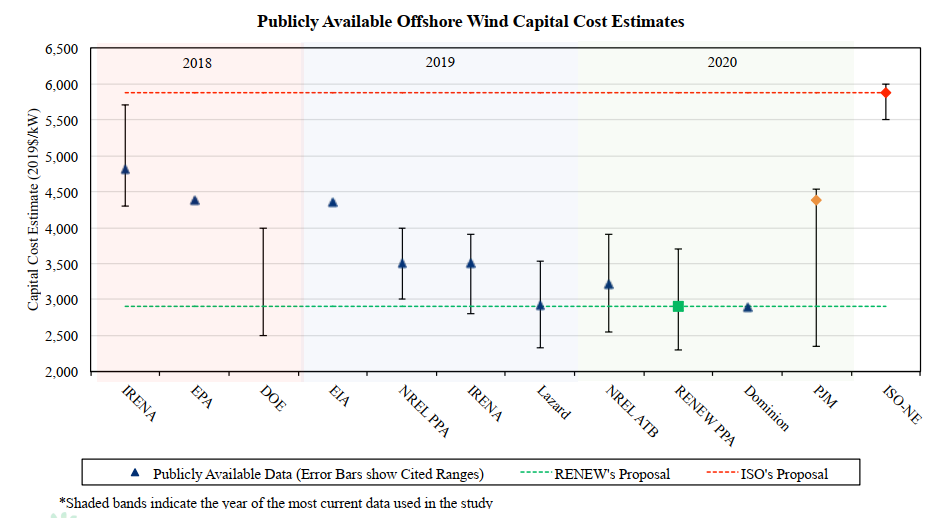 Publicly Available Offshore Wind Capital Cost Estimates
Capital Cost Estimate (2019$/kW)
6,500
6,000
5,500
5,000
4,500
4,000
3,500
3,000
2,500
2,000
2018
2019
2020
IRENA
EPA
DOE
EIA
NREL PPA
IRENA
Lazard
NREL ATB
RENEW PPA
Dominion
PJM
ISO-NE
Publicly Available Data (Error Bars show Cited Ranges)
RENEW's Proposal
ISO's Proposal
*Shaded bands indicate the year of the most current data used in the study